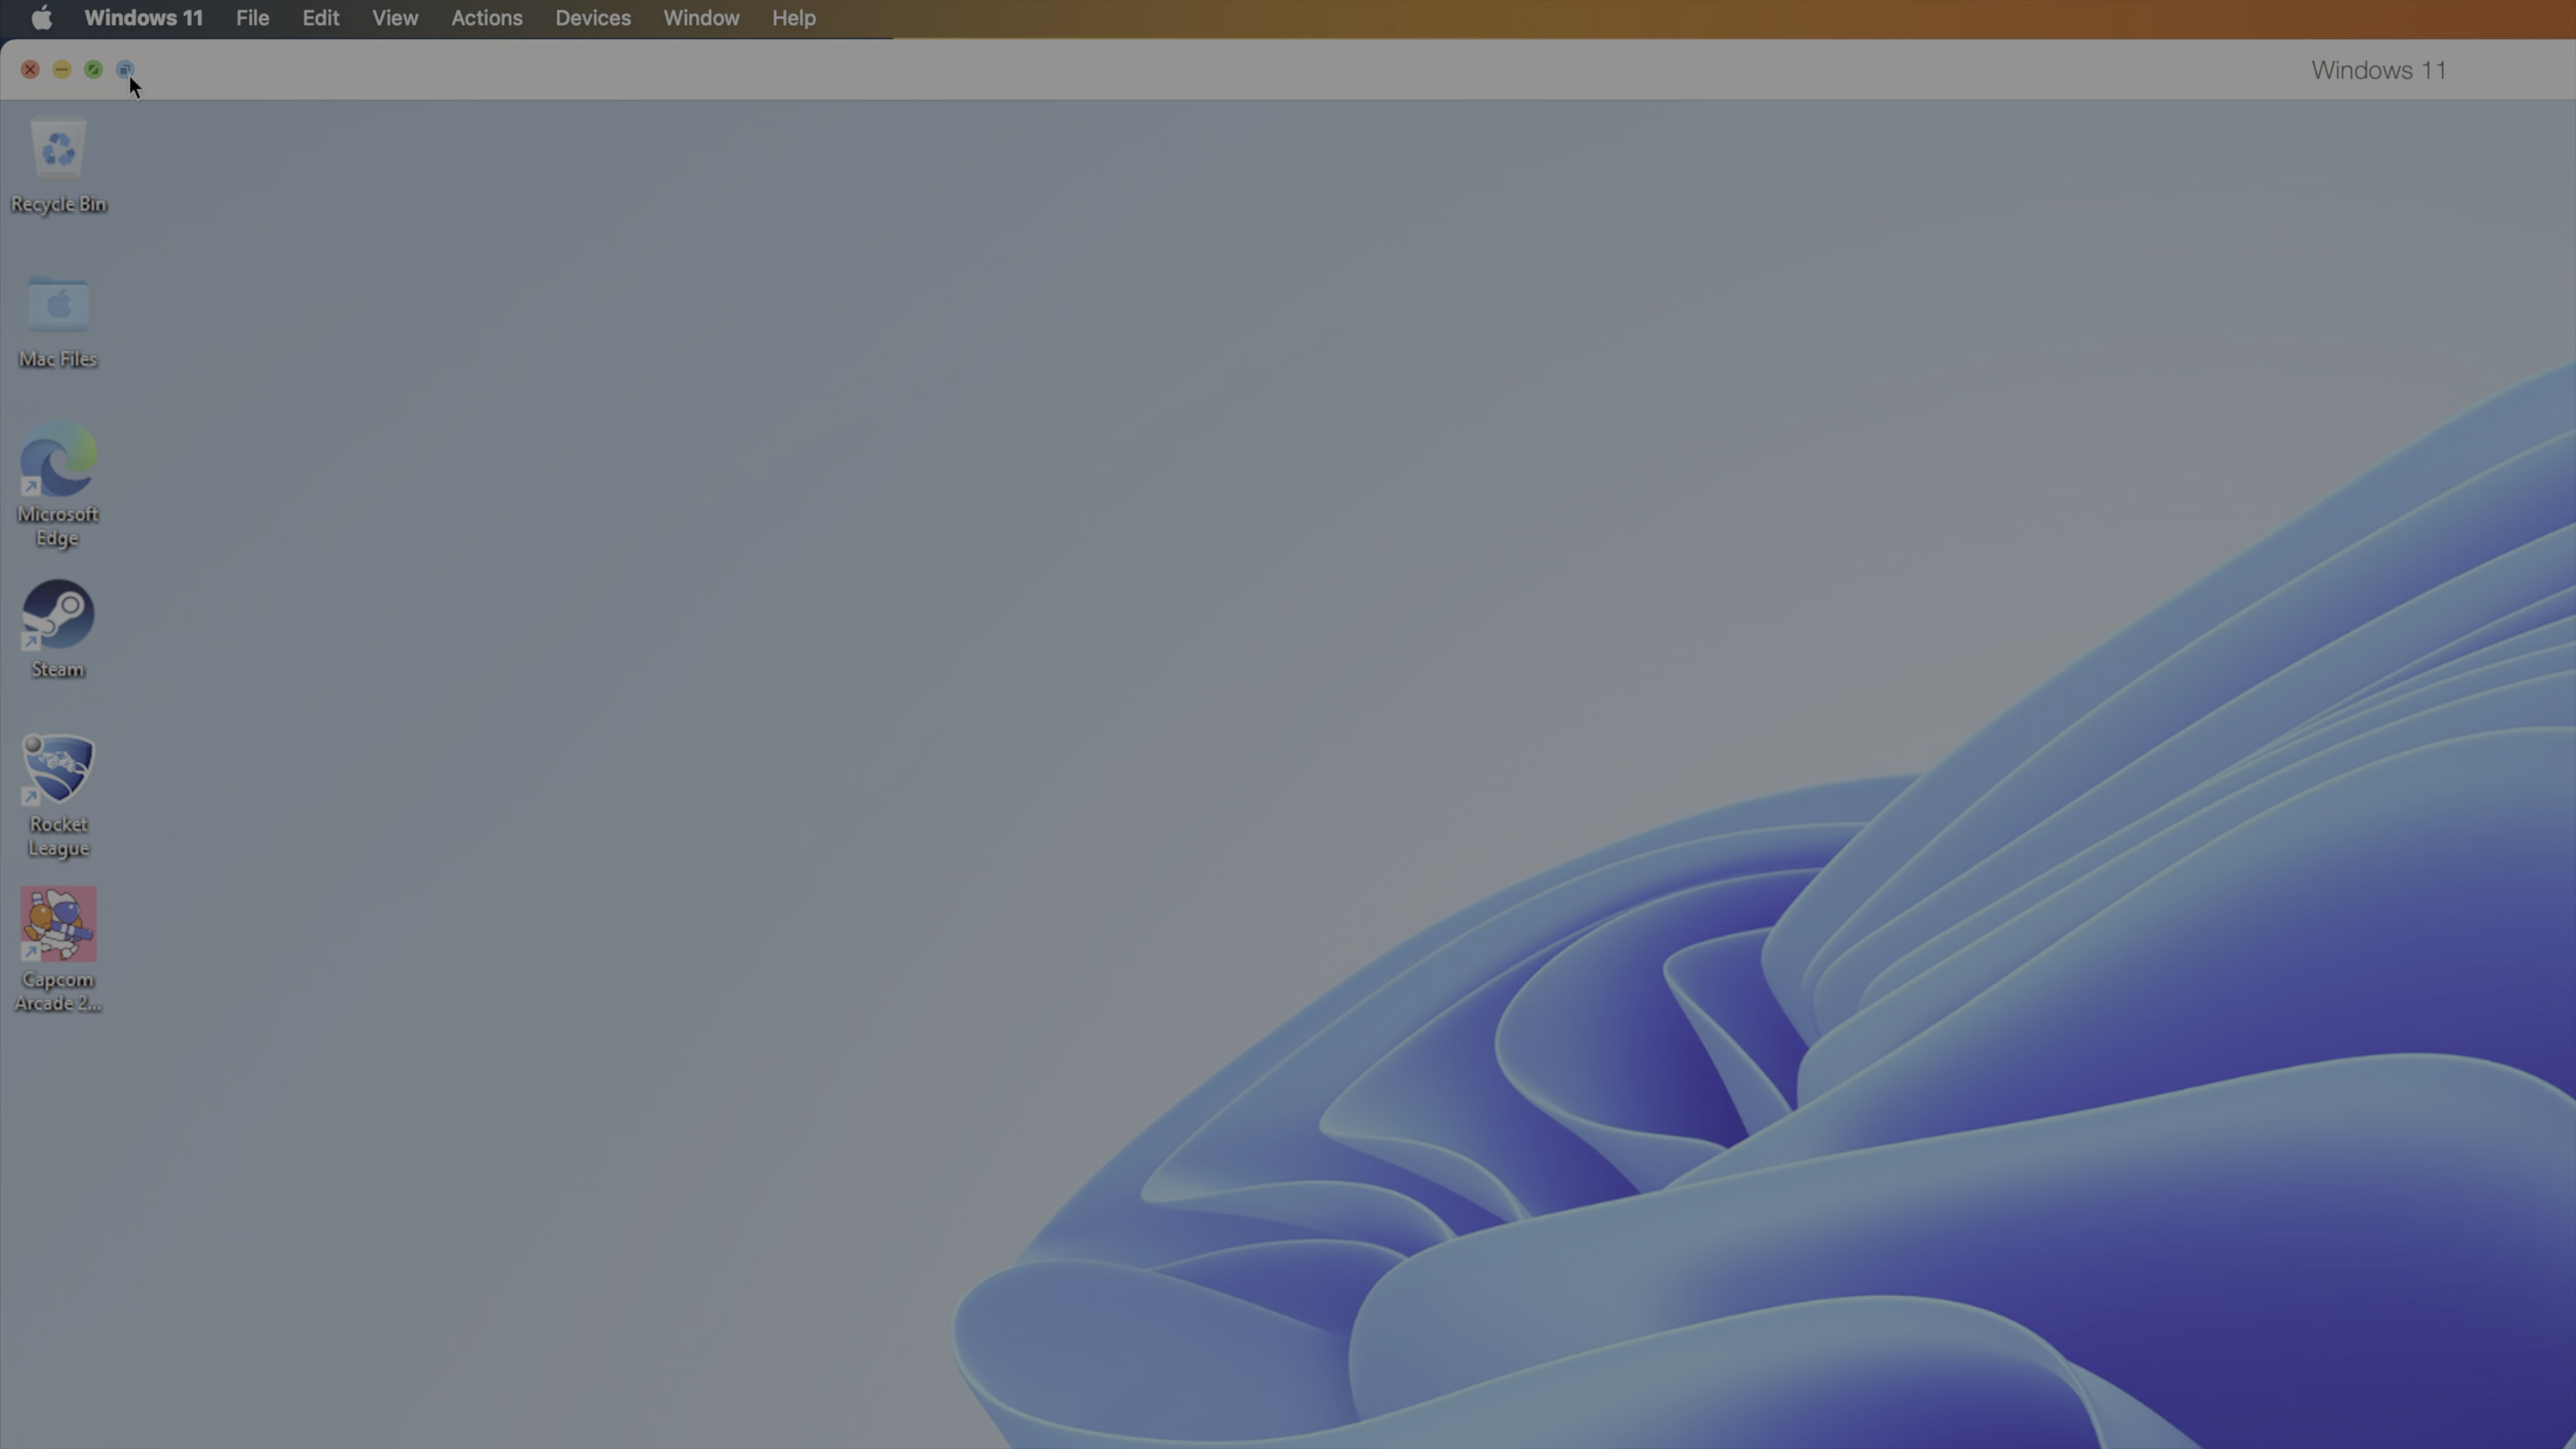 Windows 11 File Edit View Actions Devices Window Help
Windows 11
Recycle Bin
Mac Files
Microsoft
Edge
Steam
Rocket
League
Capcom
Arcade 2...